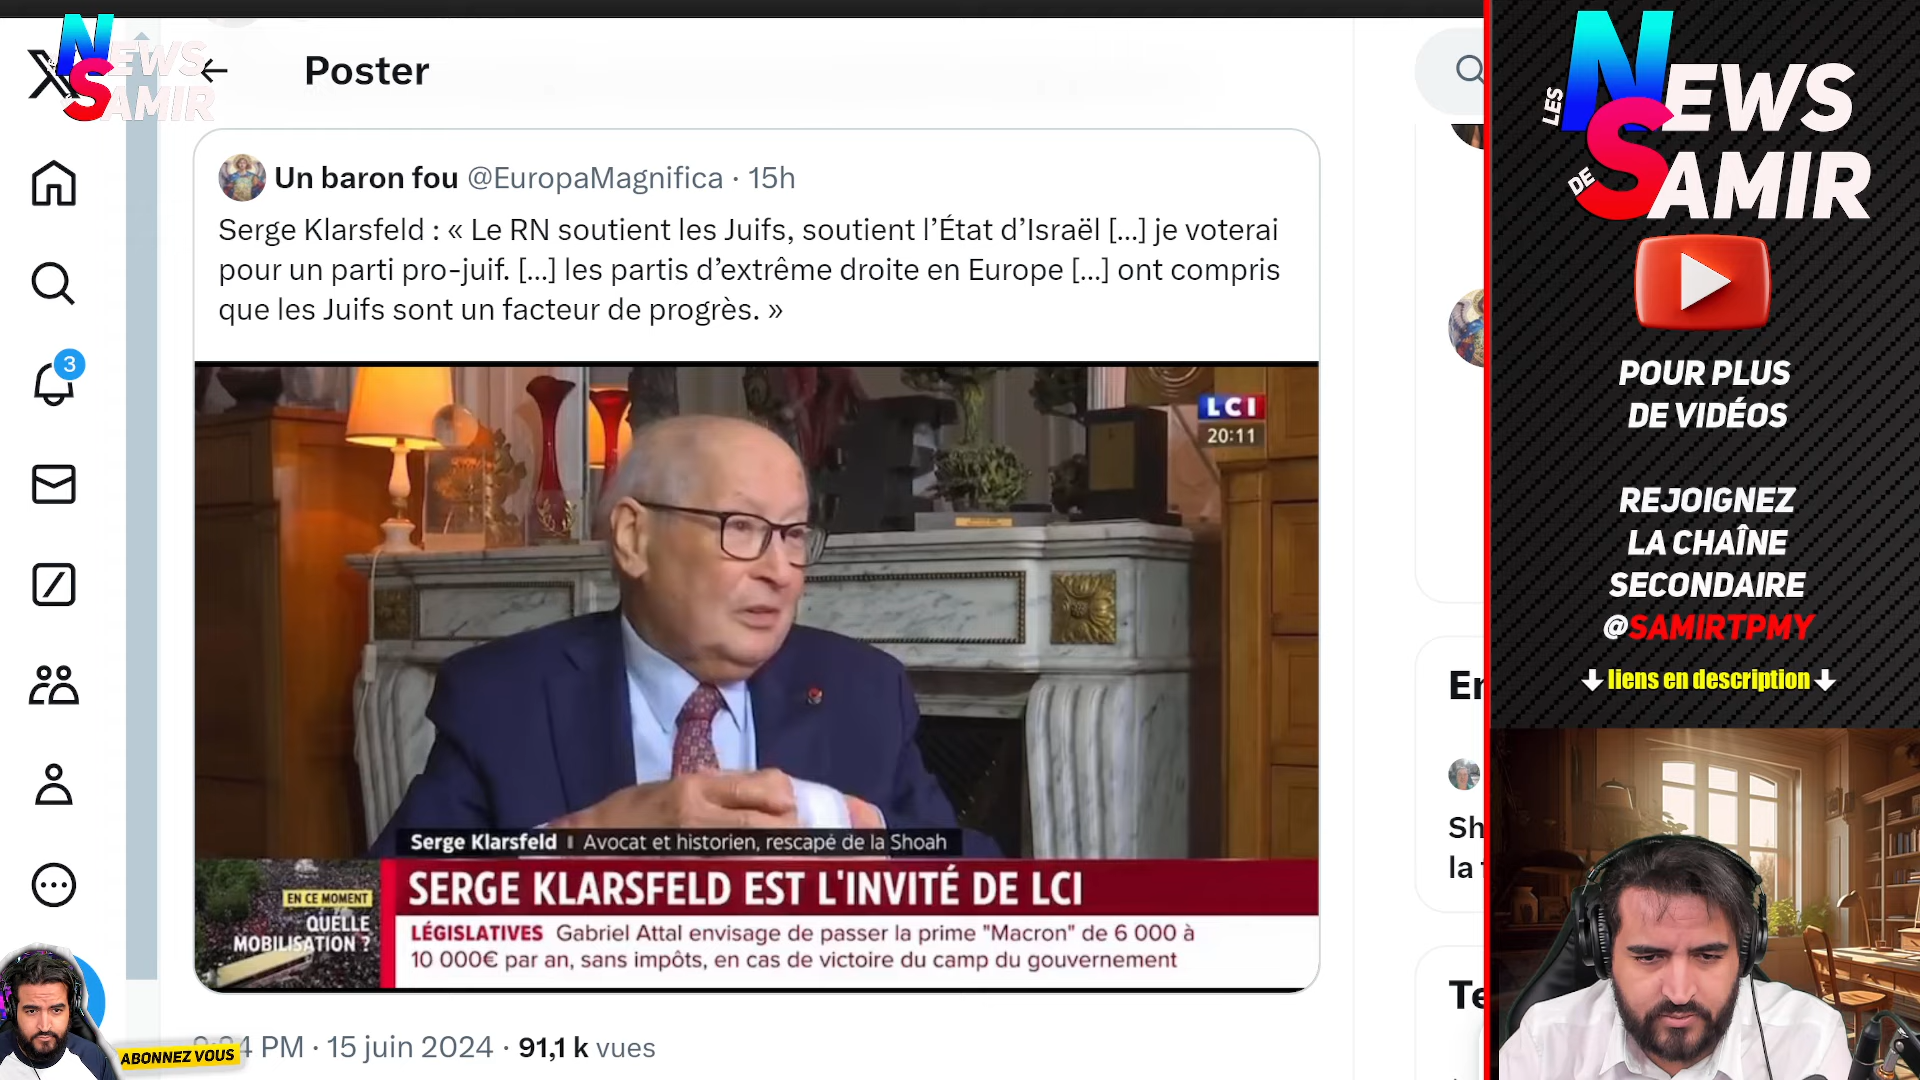 NEWS
SAMIR
Poster
Un baron fou @EuropaMagnifica · 15h
Serge Klarsfeld : « Le RN soutient les Juifs, soutient l’État d’Israël [...] je voterai
pour un parti pro-juif. [...] les partis d’extrême droite en Europe [...] ont compris
que les Juifs sont un facteur de progrès. »
3
LCI
20:11
Serge Klarsfeld Avocat et historien, rescapé de la Shoah
EN CE MOMENT
QUELLE
MOBILISATION ?
SERGE KLARSFELD EST L'INVITÉ DE LCI
LÉGISLATIVES Gabriel Attal envisage de passer la prime "Macron" de 6 000 à
10 000€ par an, sans impôts, en cas de victoire du camp du gouvernement
PM · 15 juin 2024 · 91,1 k vues
ABONNEZ VOUS
Sh
la
LES NEWS
DE SAMIR
POUR PLUS
DE VIDÉOS
REJOIGNEZ
LA CHAÎNE
SECONDAIRE
@SAMIRTPMY
liens en description